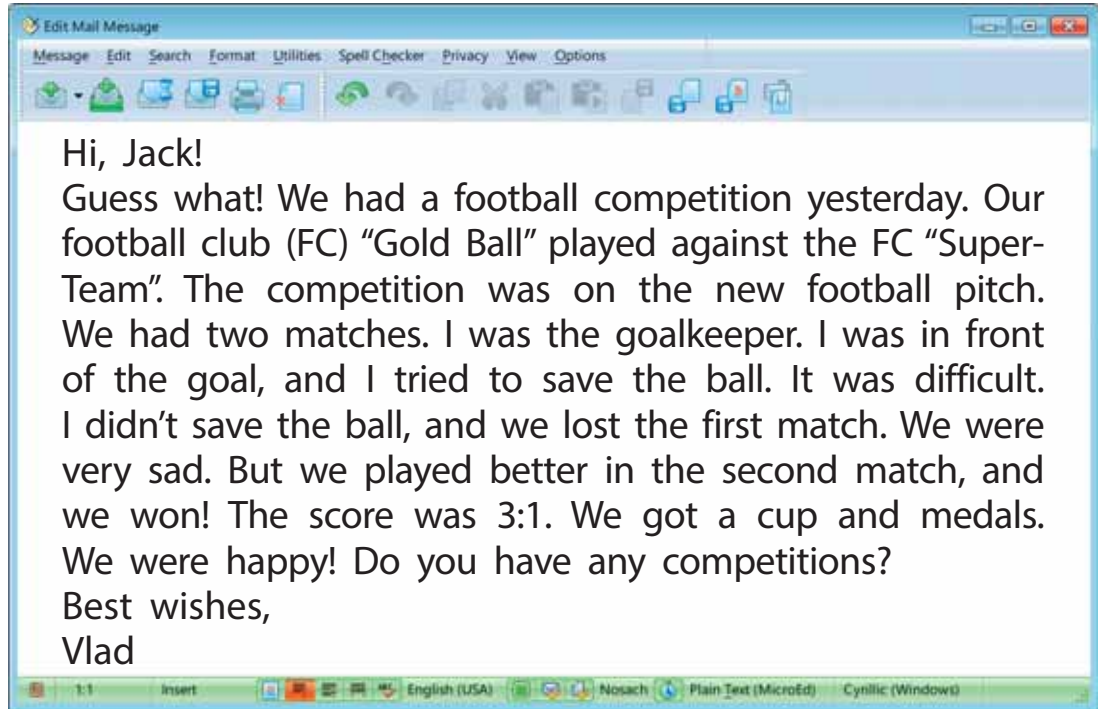 Edit Mail Message
Message Edit Search Format Utilities Spell Checker Privacy View Options
Hi, Jack!
Guess what! We had a football competition yesterday. Our
football club (FC) “Gold Ball” played against the FC “Super-
Team”. The competition was on the new football pitch.
We had two matches. I was the goalkeeper. I was in front
of the goal, and I tried to save the ball. It was difficult.
I didn’t save the ball, and we lost the first match. We were
very sad. But we played better in the second match, and
we won! The score was 3:1. We got a cup and medals.
We were happy! Do you have any competitions?
Best wishes,
Vlad
1:1 Insert English (USA) Nosach Plain Text (MicroEd) Cyrillic (Windows)